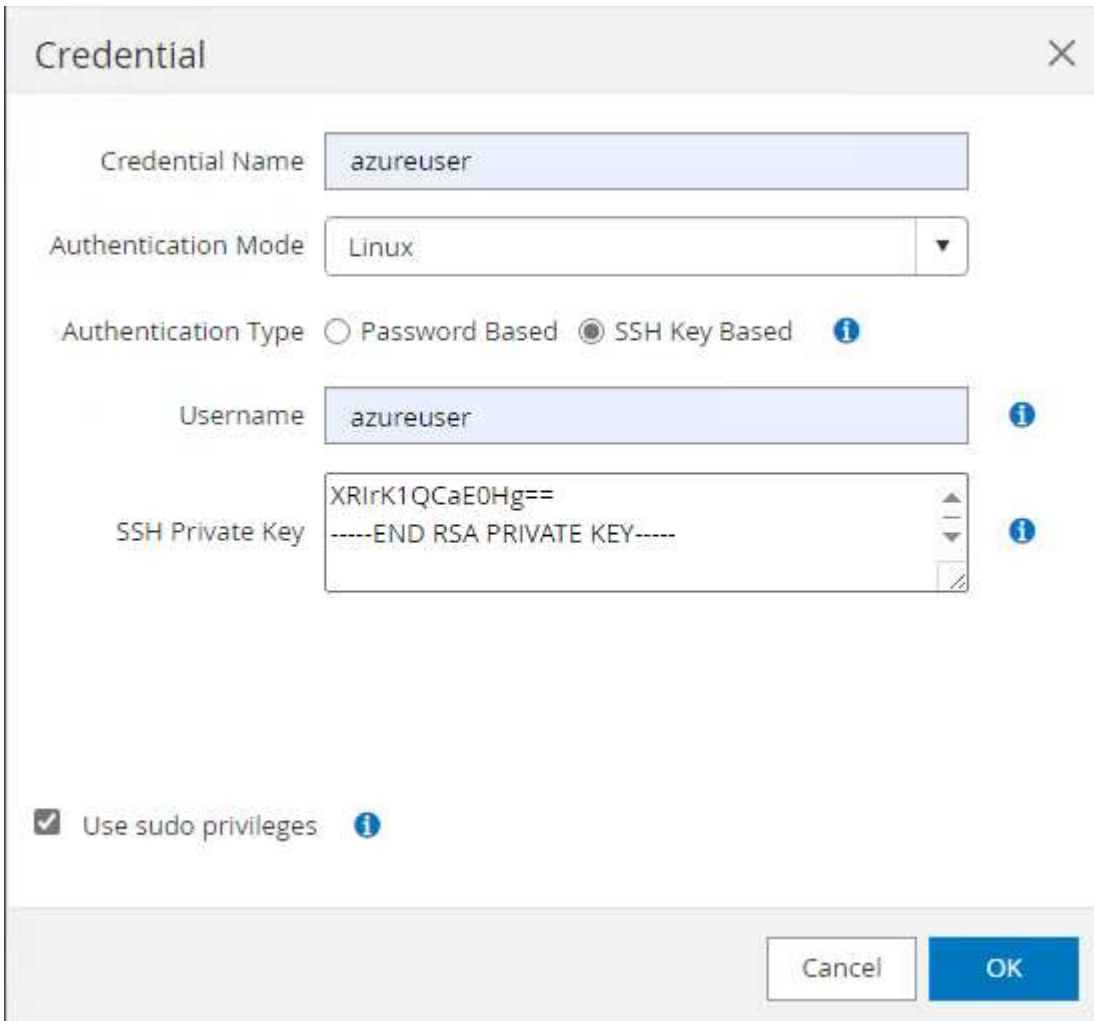 Credential
Credential Name azureuser
Authentication Mode Linux
Authentication Type Password Based SSH Key Based
Username azureuser
SSH Private Key
XRIrK1QCaE0Hg==
-----END RSA PRIVATE KEY-----
Use sudo privileges
Cancel OK